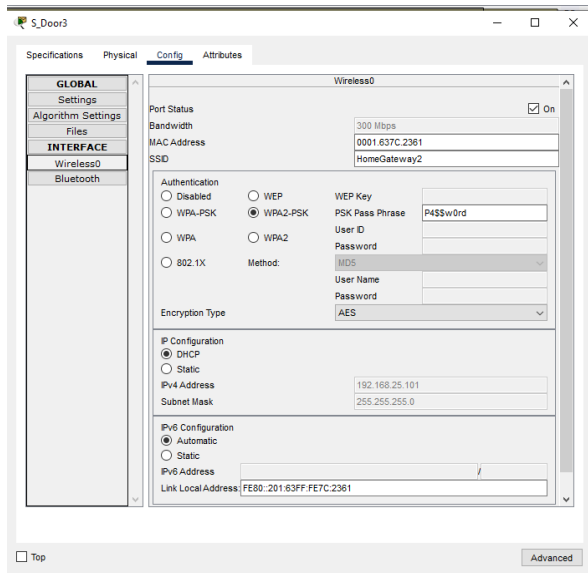 S_Door3
Specifications Physical Config Attributes
GLOBAL
Settings
Algorithm Settings
Files
INTERFACE
Wireless0
Bluetooth
Wireless0
Port Status On
Bandwidth 300 Mbps
MAC Address 0001.637C.2361
SSID HomeGateway2
Authentication
Disabled WEP WEP Key
WPA-PSK WPA2-PSK PSK Pass Phrase P4$$w0rd
User ID
WPA WPA2 Password
802.1X Method: MD5
User Name
Password
Encryption Type AES
IP Configuration
DHCP
Static
IPv4 Address 192.168.25.101
Subnet Mask 255.255.255.0
IPv6 Configuration
Automatic
Static
IPv6 Address /
Link Local Address: FE80::201:63FF:FE7C:2361
Top Advanced